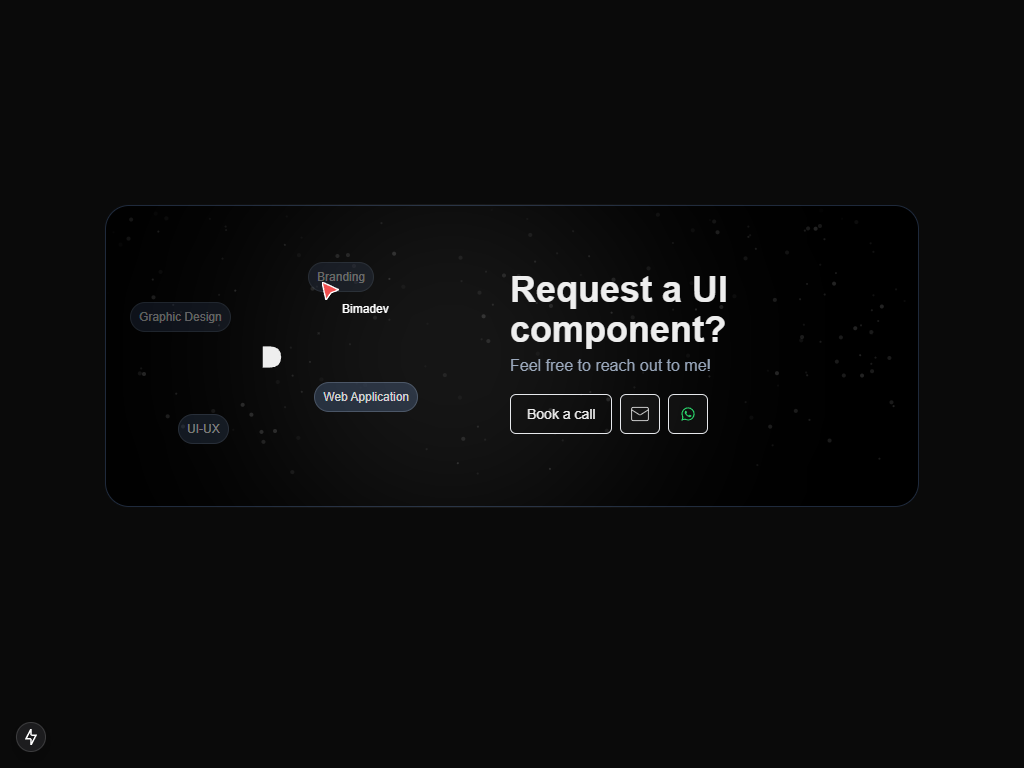 Branding
Bimadev
Graphic Design
Web Application
UI-UX
Request a UI
component?
Feel free to reach out to me!
Book a call